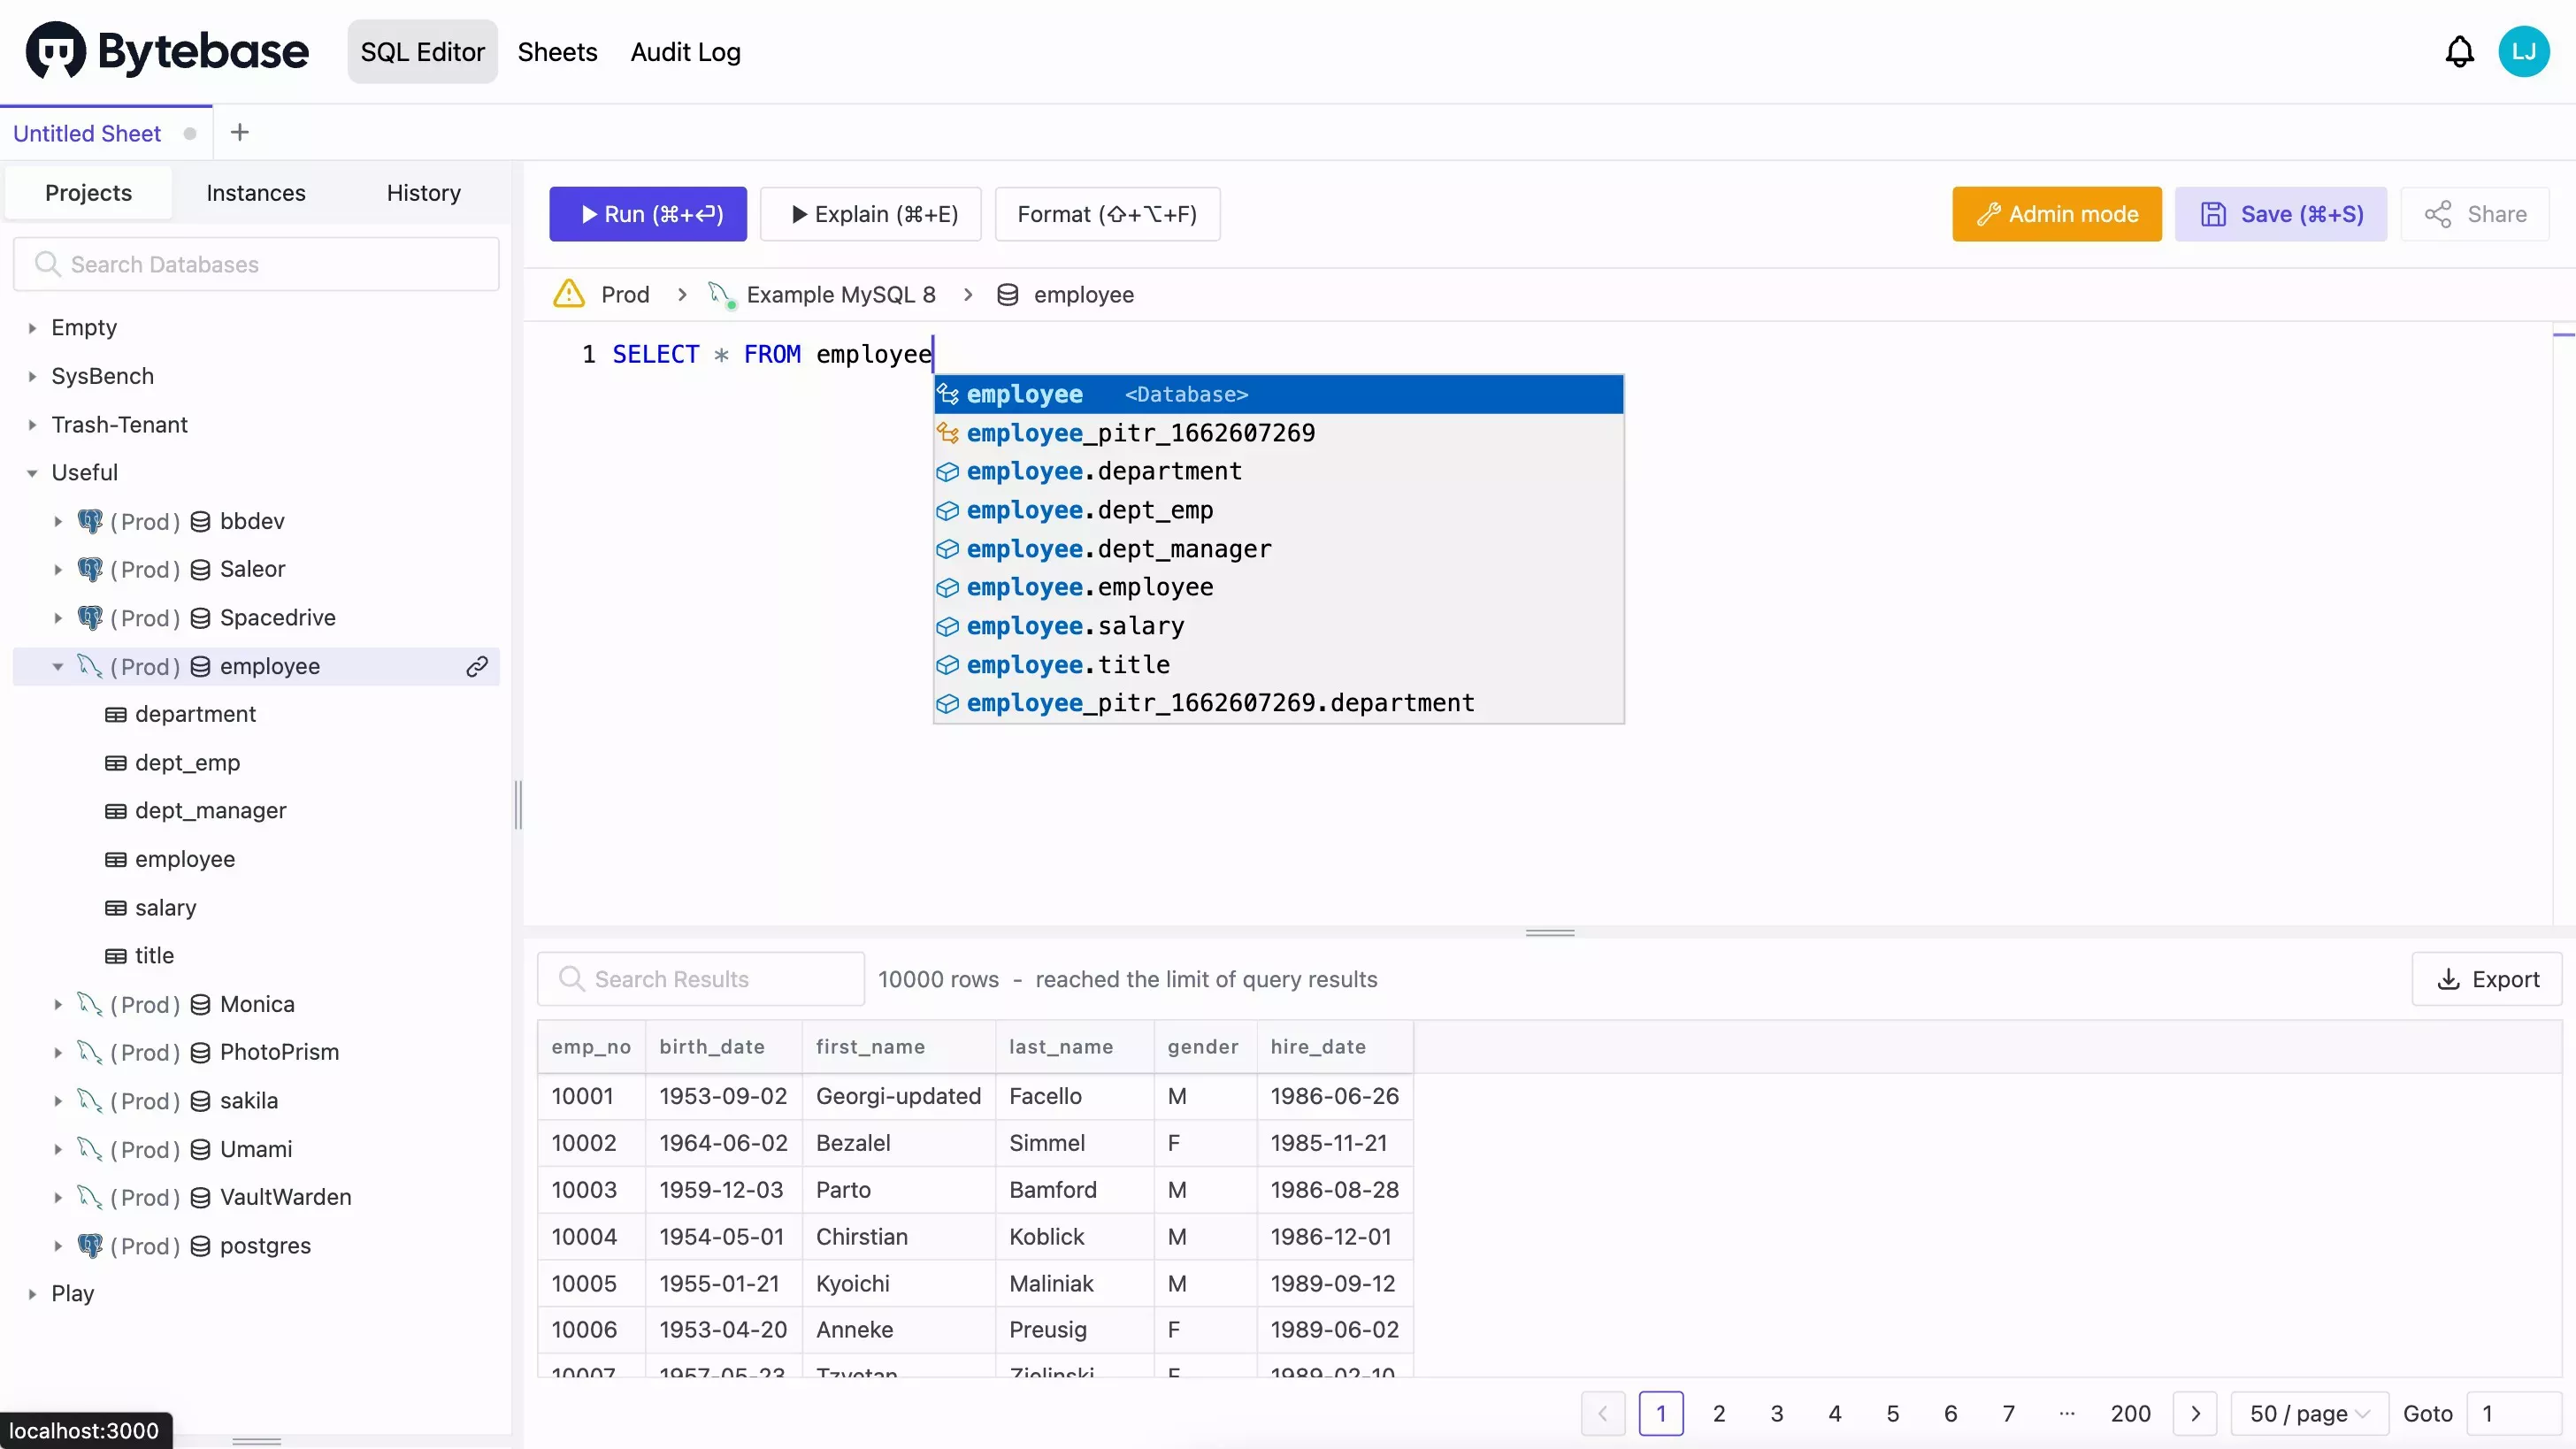 Bytebase SQL Editor Sheets Audit Log LJ
Untitled Sheet
Projects Instances History
Search Databases
Empty
SysBench
Trash-Tenant
Useful
(Prod) bbdev
(Prod) Saleor
(Prod) Spacedrive
(Prod) employee
department
dept_emp
dept_manager
employee
salary
title
(Prod) Monica
(Prod) PhotoPrism
(Prod) sakila
(Prod) Umami
(Prod) VaultWarden
(Prod) postgres
Play
localhost:3000
Run (⌘+⏎) Explain (⌘+E) Format (⇧+⌥+F) Admin mode Save (⌘+S) Share
Prod > Example MySQL 8 > employee
1 SELECT * FROM employee
employee <Database>
employee_pitr_1662607269
employee.department
employee.dept_emp
employee.dept_manager
employee.employee
employee.salary
employee.title
employee_pitr_1662607269.department
Search Results 10000 rows - reached the limit of query results Export
emp_no birth_date first_name last_name gender hire_date
10001 1953-09-02 Georgi-updated Facello M 1986-06-26
10002 1964-06-02 Bezalel Simmel F 1985-11-21
10003 1959-12-03 Parto Bamford M 1986-08-28
10004 1954-05-01 Chirstian Koblick M 1986-12-01
10005 1955-01-21 Kyoichi Maliniak M 1989-09-12
10006 1953-04-20 Anneke Preusig F 1989-06-02
10007 1957-05-23 Tzvetan Zielinski F 1989-02-10
1 2 3 4 5 6 7 ··· 200 50 / page Goto 1